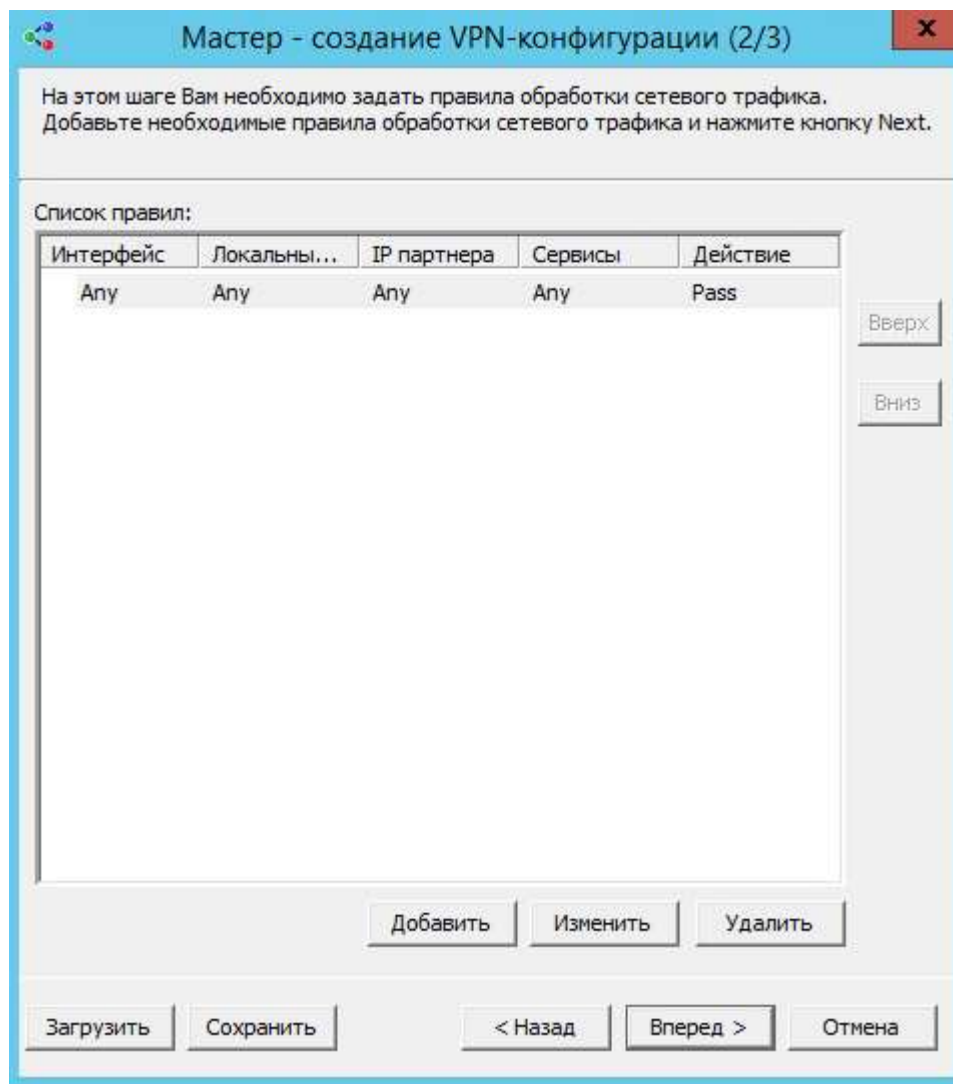 Мастер - создание VPN-конфигурации (2/3)
На этом шаге Вам необходимо задать правила обработки сетевого трафика.
Добавьте необходимые правила обработки сетевого трафика и нажмите кнопку Next.
Список правил:
Интерфейс Локальны... IP партнера Сервисы Действие
Any Any Any Any Pass
Вверх
Вниз
Добавить Изменить Удалить
Загрузить Сохранить < Назад Вперед > Отмена